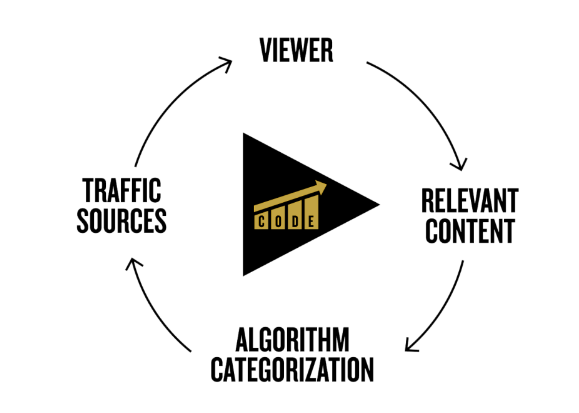 VIEWER
TRAFFIC
SOURCES
CODE
RELEVANT
CONTENT
ALGORITHM
CATEGORIZATION